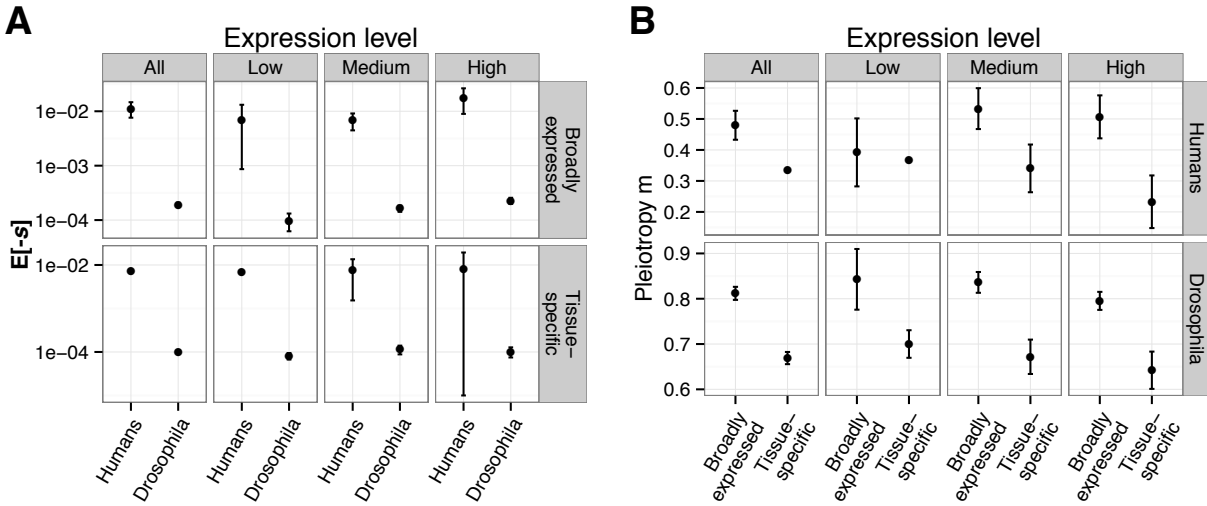 A
Expression level
All Low Medium High
E[-s]
1e−02
1e−03
1e−04
Broadly
expressed
1e−02
1e−04
Tissue−
specific
Humans Drosophila Humans Drosophila Humans Drosophila Humans Drosophila
B
Expression level
All Low Medium High
Pleiotropy m
0.6
0.5
0.4
0.3
0.2
Humans
0.9
0.8
0.7
0.6
Drosophila
Broadly
expressed
Tissue−
specific
Broadly
expressed
Tissue−
specific
Broadly
expressed
Tissue−
specific
Broadly
expressed
Tissue−
specific